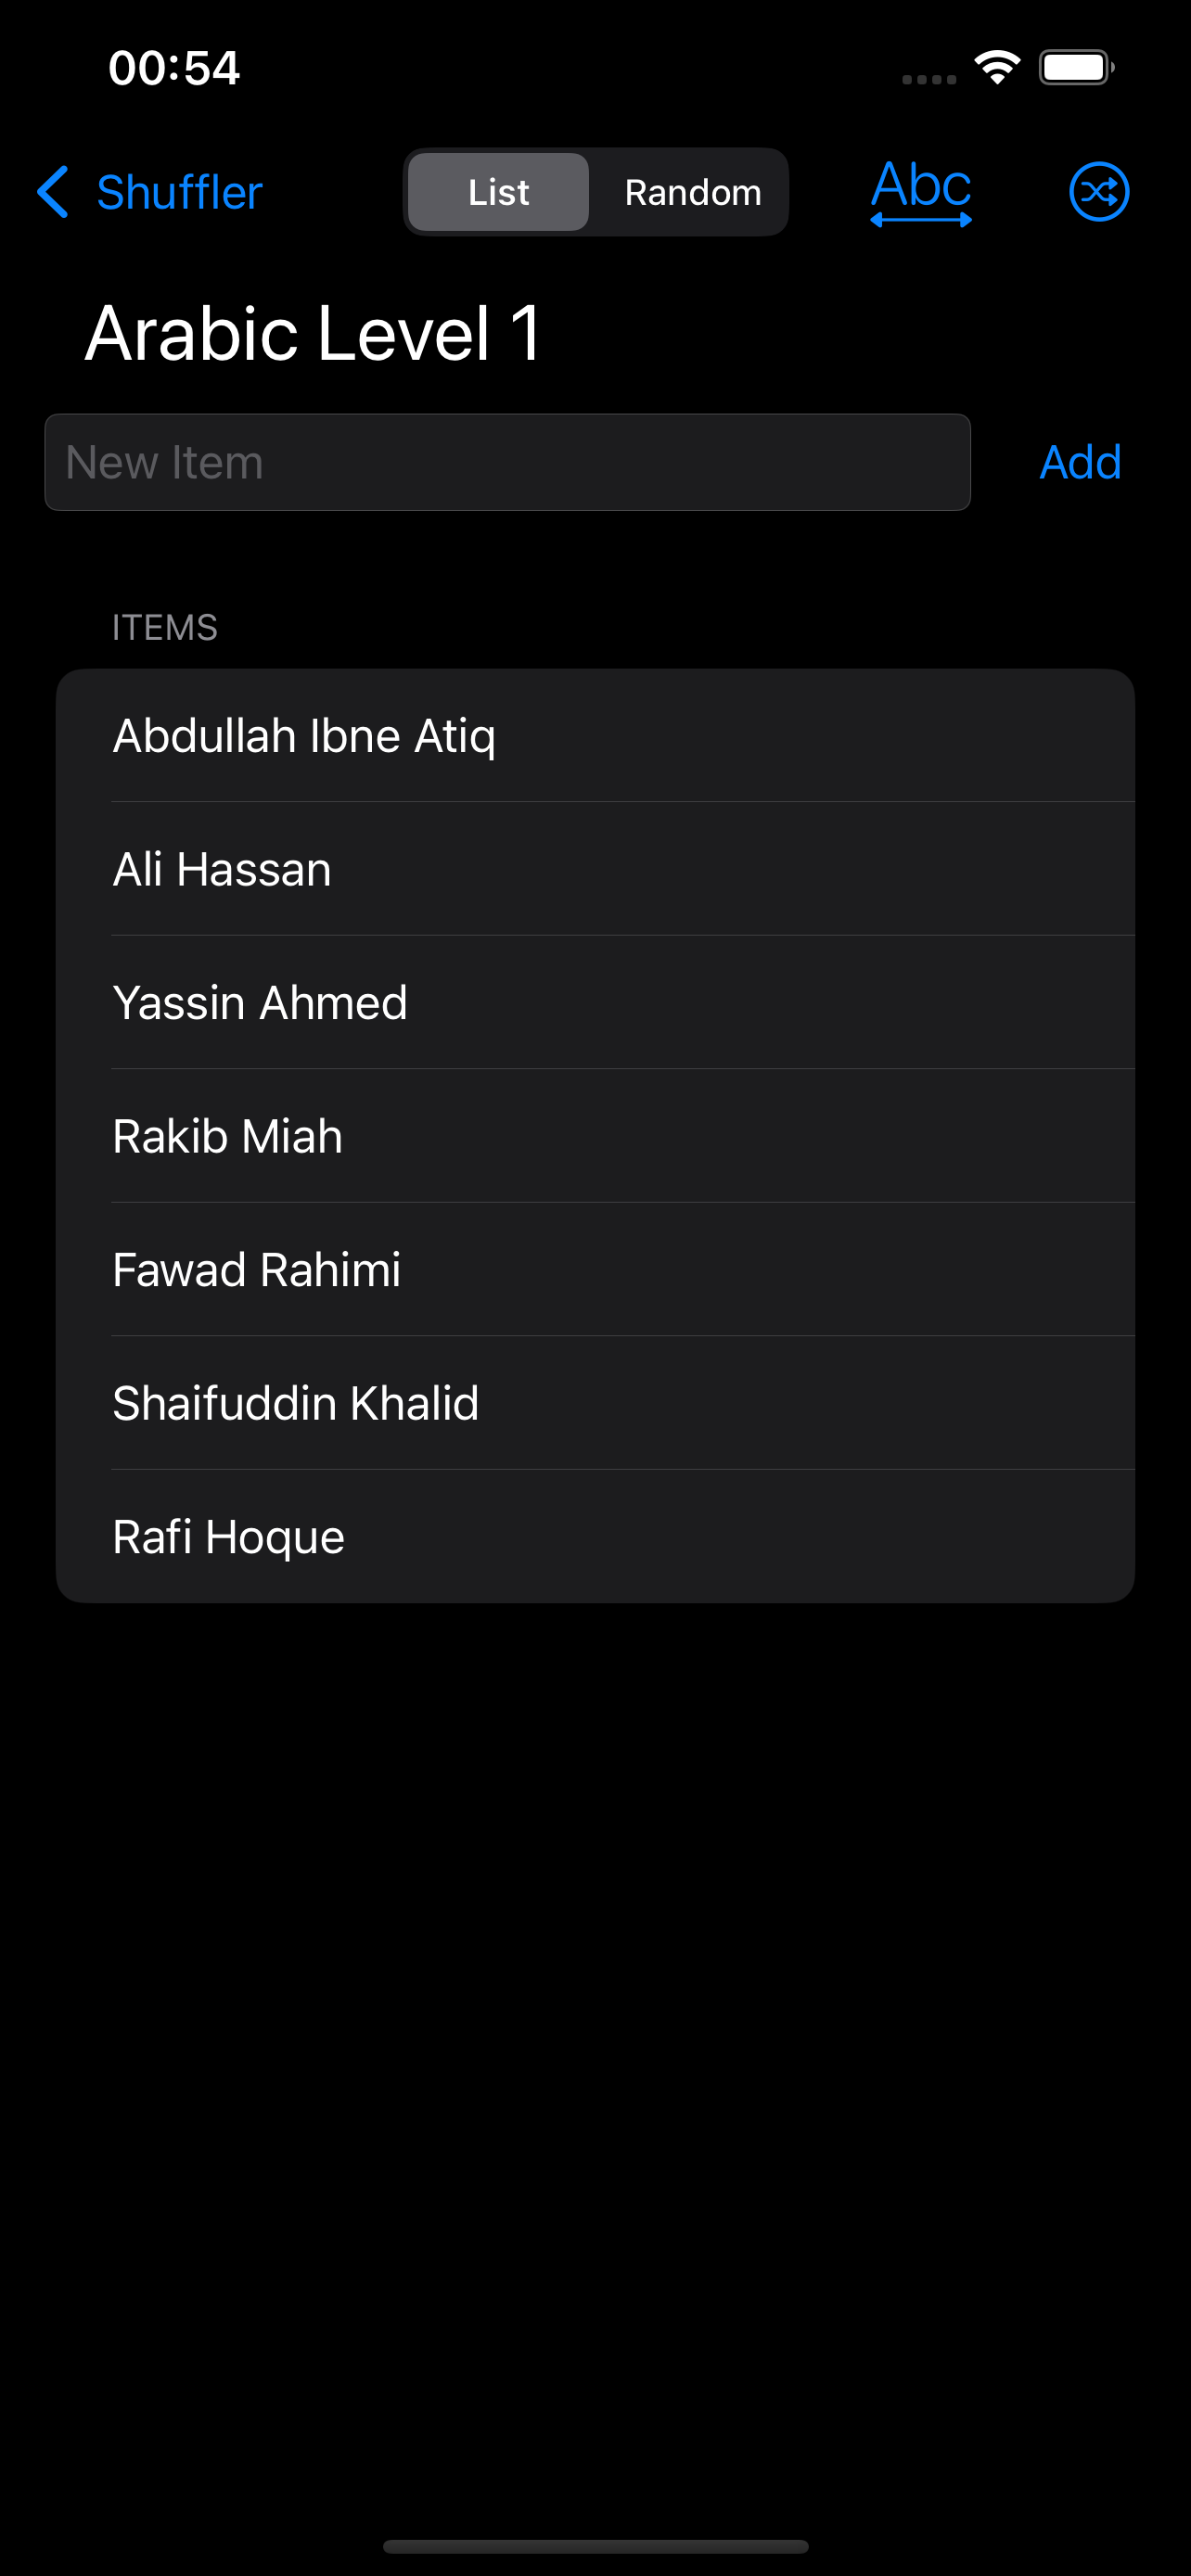 00:54
Shuffler
List
Random
Abc
Arabic Level 1
New Item
Add
ITEMS
Abdullah Ibne Atiq
Ali Hassan
Yassin Ahmed
Rakib Miah
Fawad Rahimi
Shaifuddin Khalid
Rafi Hoque